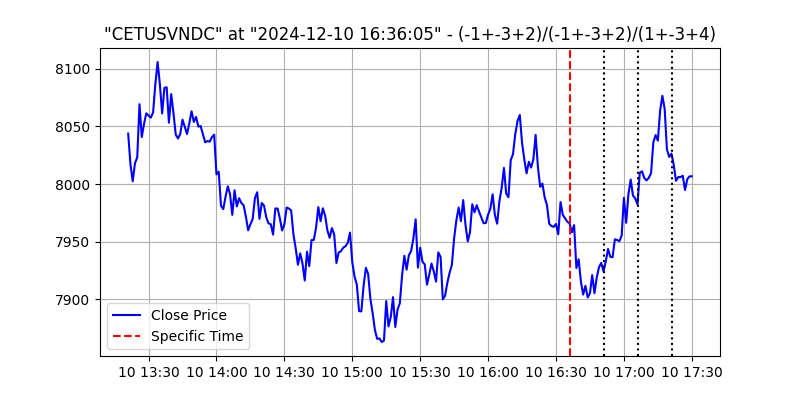 "CETUSVNDC" at "2024-12-10 16:36:05" - (-1+-3+2)/(-1+-3+2)/(1+-3+4)
8100
8050
8000
7950
7900
Close Price
Specific Time
10 13:30 10 14:00 10 14:30 10 15:00 10 15:30 10 16:00 10 16:30 10 17:00 10 17:30